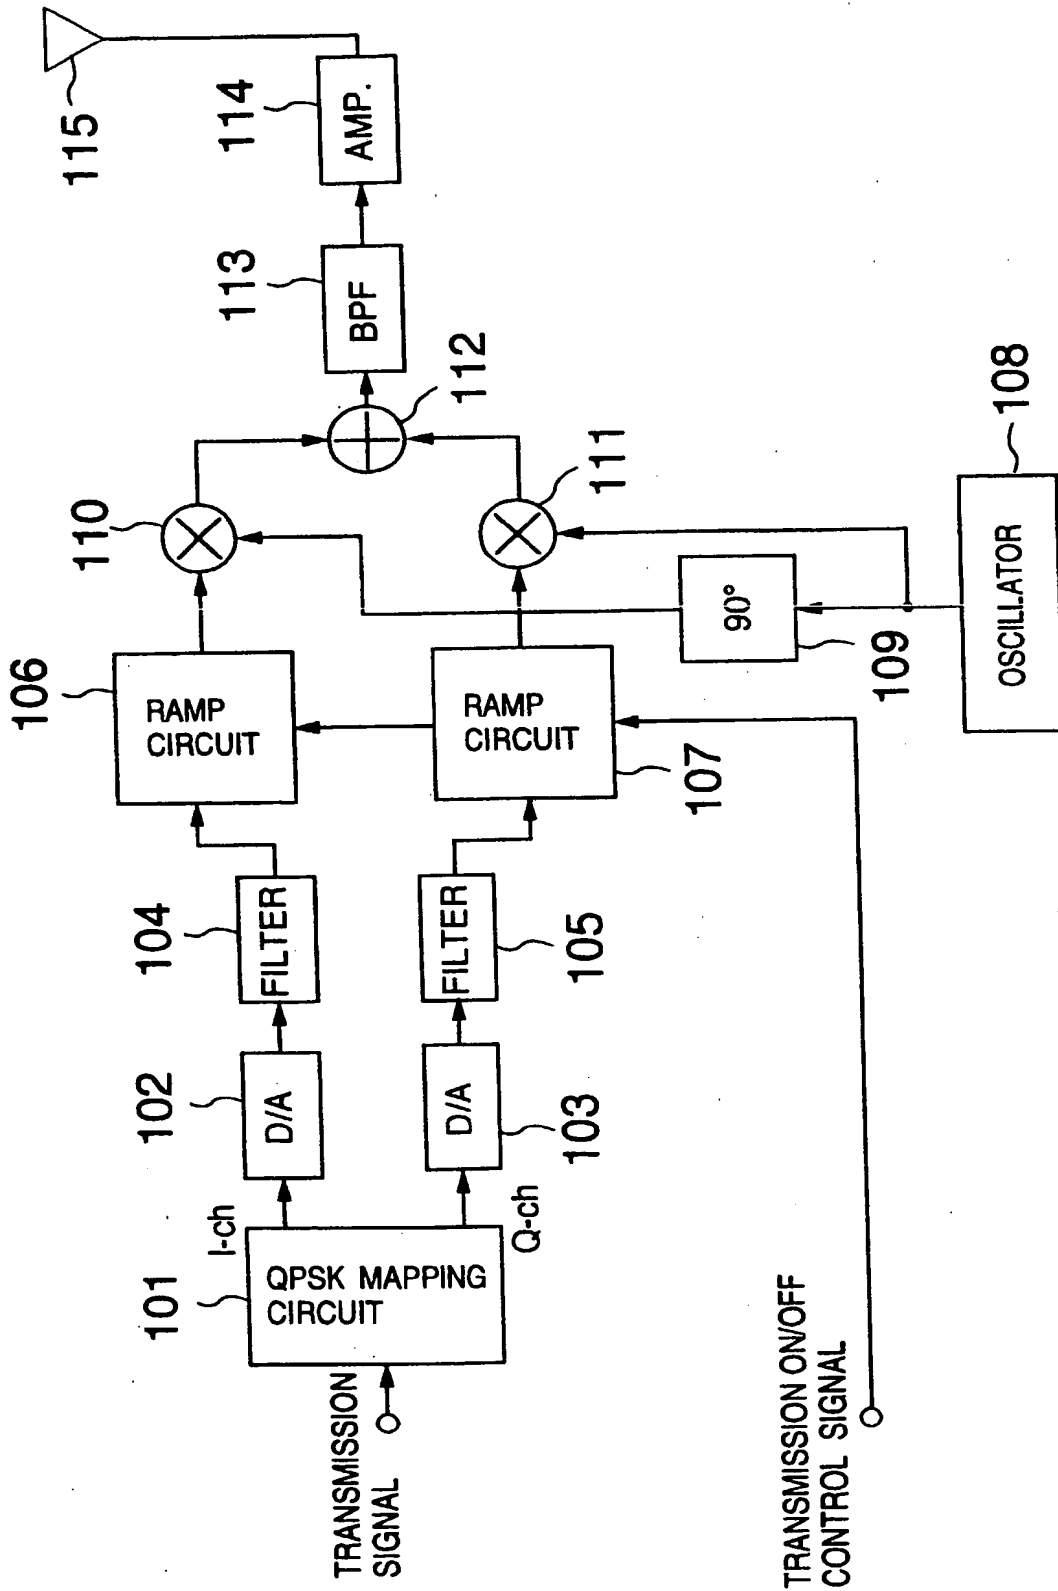 TRANSMISSION
SIGNAL
101
QPSK MAPPING
CIRCUIT
I-ch
Q-ch
102
D/A
103
D/A
104
FILTER
105
FILTER
106
RAMP
CIRCUIT
107
RAMP
CIRCUIT
TRANSMISSION ON/OFF
CONTROL SIGNAL
108
OSCILLATOR
109
90°
110
111
112
113
BPF
114
AMP.
115